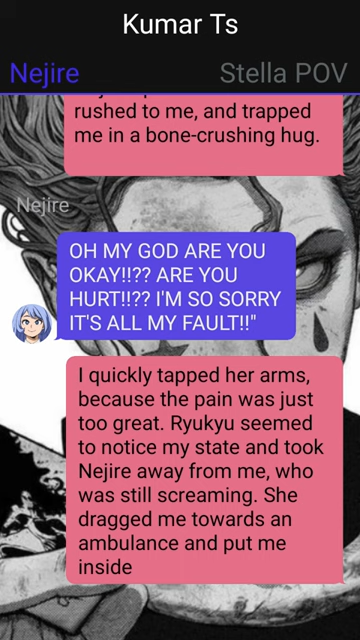 Kumar Ts
Nejire
Stella POV
rushed to me, and trapped
me in a bone-crushing hug.
Nejire
OH MY GOD ARE YOU
OKAY!!?? ARE YOU
HURT!!?? I'M SO SORRY
IT'S ALL MY FAULT!!"
I quickly tapped her arms,
because the pain was just
too great. Ryukyu seemed
to notice my state and took
Nejire away from me, who
was still screaming. She
dragged me towards an
ambulance and put me
inside